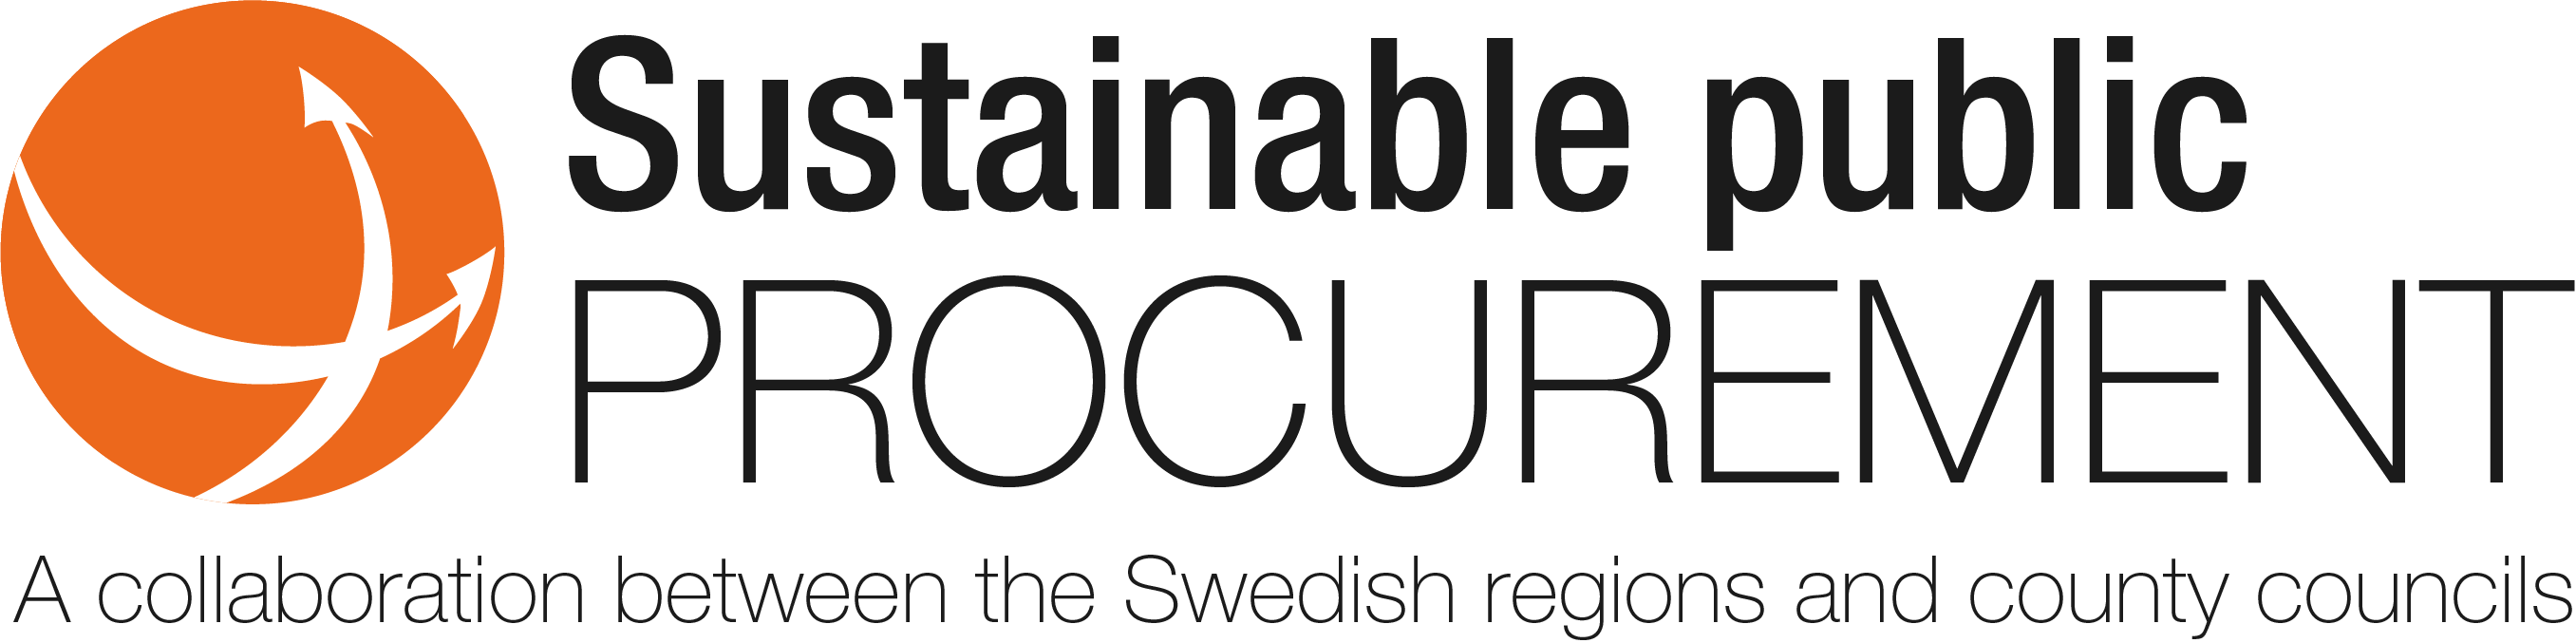 Sustainable public
PROCUREMENT
A collaboration between the Swedish regions and county councils